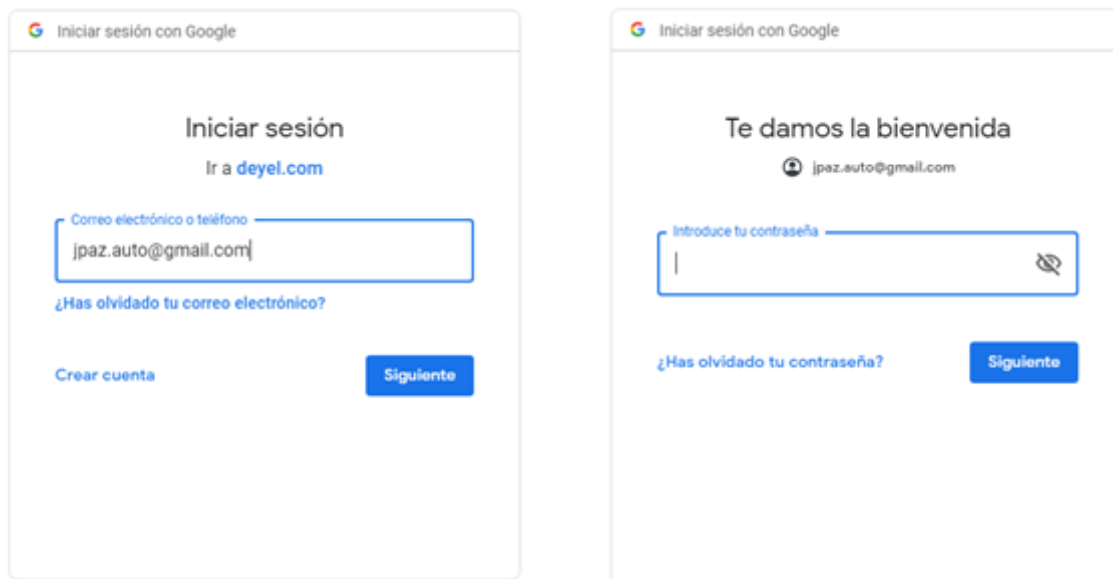 Iniciar sesión con Google
Iniciar sesión
Ir a deyel.com
Correo electrónico o teléfono
jpaz.auto@gmail.com
¿Has olvidado tu correo electrónico?
Crear cuenta
Siguiente
Iniciar sesión con Google
Te damos la bienvenida
jpaz.auto@gmail.com
Introduce tu contraseña
¿Has olvidado tu contraseña?
Siguiente